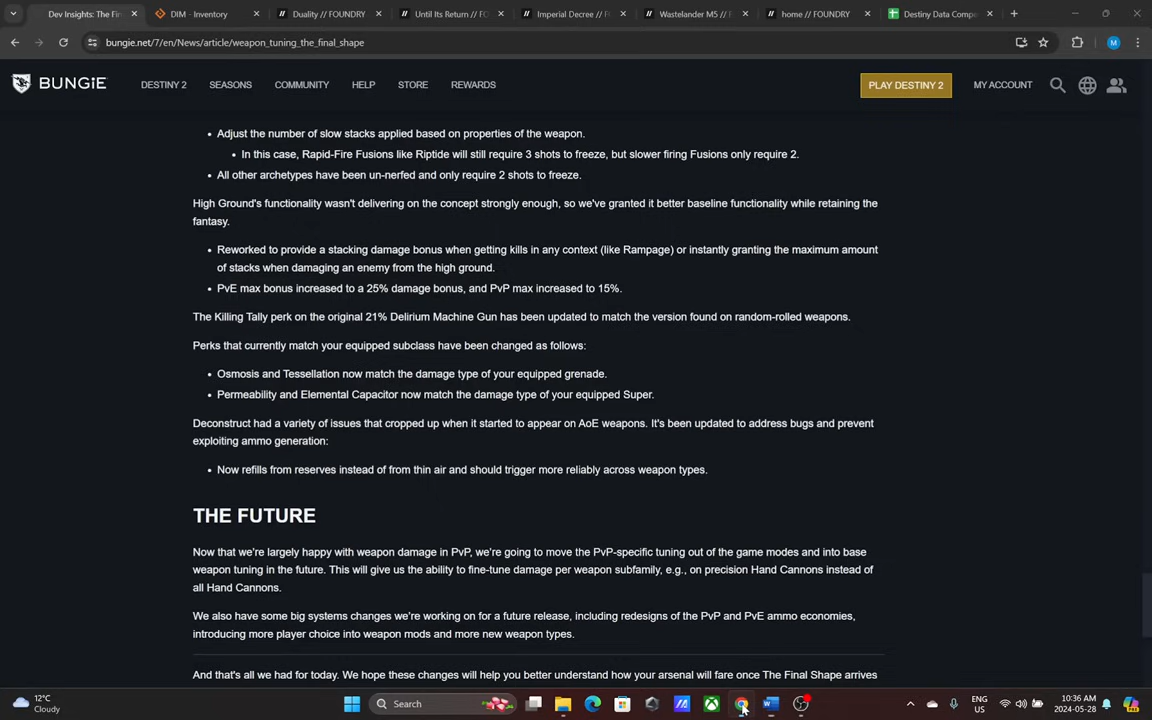 Dev Insights: The Fin
DIM - Inventory
Duality // FOUNDRY
Until Its Return // FO
Imperial Decree // FO
Wastelander M5 // F
home // FOUNDRY
Destiny Data Compe
bungie.net/7/en/News/article/weapon_tuning_the_final_shape
M
BUNGiE
DESTINY 2
SEASONS
COMMUNITY
HELP
STORE
REWARDS
PLAY DESTINY 2
MY ACCOUNT
• Adjust the number of slow stacks applied based on properties of the weapon.
• In this case, Rapid-Fire Fusions like Riptide will still require 3 shots to freeze, but slower firing Fusions only require 2.
• All other archetypes have been un-nerfed and only require 2 shots to freeze.
High Ground's functionality wasn't delivering on the concept strongly enough, so we've granted it better baseline functionality while retaining the
fantasy.
• Reworked to provide a stacking damage bonus when getting kills in any context (like Rampage) or instantly granting the maximum amount
of stacks when damaging an enemy from the high ground.
• PvE max bonus increased to a 25% damage bonus, and PvP max increased to 15%.
The Killing Tally perk on the original 21% Delirium Machine Gun has been updated to match the version found on random-rolled weapons.
Perks that currently match your equipped subclass have been changed as follows:
• Osmosis and Tessellation now match the damage type of your equipped grenade.
• Permeability and Elemental Capacitor now match the damage type of your equipped Super.
Deconstruct had a variety of issues that cropped up when it started to appear on AoE weapons. It's been updated to address bugs and prevent
exploiting ammo generation:
• Now refills from reserves instead of from thin air and should trigger more reliably across weapon types.
THE FUTURE
Now that we're largely happy with weapon damage in PvP, we're going to move the PvP-specific tuning out of the game modes and into base
weapon tuning in the future. This will give us the ability to fine-tune damage per weapon subfamily, e.g., on precision Hand Cannons instead of
all Hand Cannons.
We also have some big systems changes we're working on for a future release, including redesigns of the PvP and PvE ammo economies,
introducing more player choice into weapon mods and more new weapon types.
And that's all we had for today. We hope these changes will help you better understand how your arsenal will fare once The Final Shape arrives
12°C
Cloudy
Search
ENG
US
10:36 AM
2024-05-28